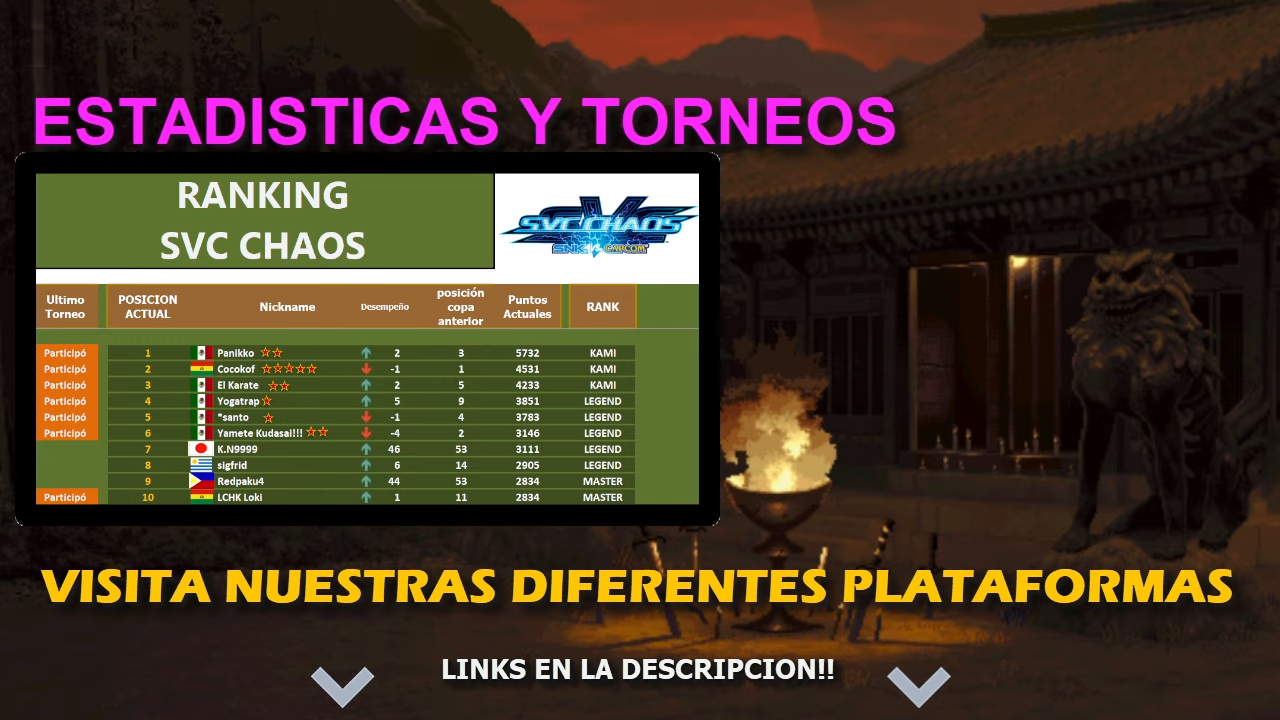 ESTADISTICAS Y TORNEOS
RANKING
SVC CHAOS
SVC CHAOS
SNK VS CAPCOM
Ultimo Torneo POSICION ACTUAL Nickname Desempeño posición copa anterior Puntos Actuales RANK
Participó 1 Panikko 2 3 5732 KAMI
Participó 2 Cocokof -1 1 4531 KAMI
Participó 3 El Karate 2 5 4233 KAMI
Participó 4 Yogatrap 5 9 3851 LEGEND
Participó 5 *santo -1 4 3783 LEGEND
Participó 6 Yamete Kudasai!!! -4 2 3146 LEGEND
7 K.N9999 46 53 3111 LEGEND
8 sigfrid 6 14 2905 LEGEND
9 Redpaku4 44 53 2834 MASTER
Participó 10 LCHK Loki 1 11 2834 MASTER
VISITA NUESTRAS DIFERENTES PLATAFORMAS
LINKS EN LA DESCRIPCION!!